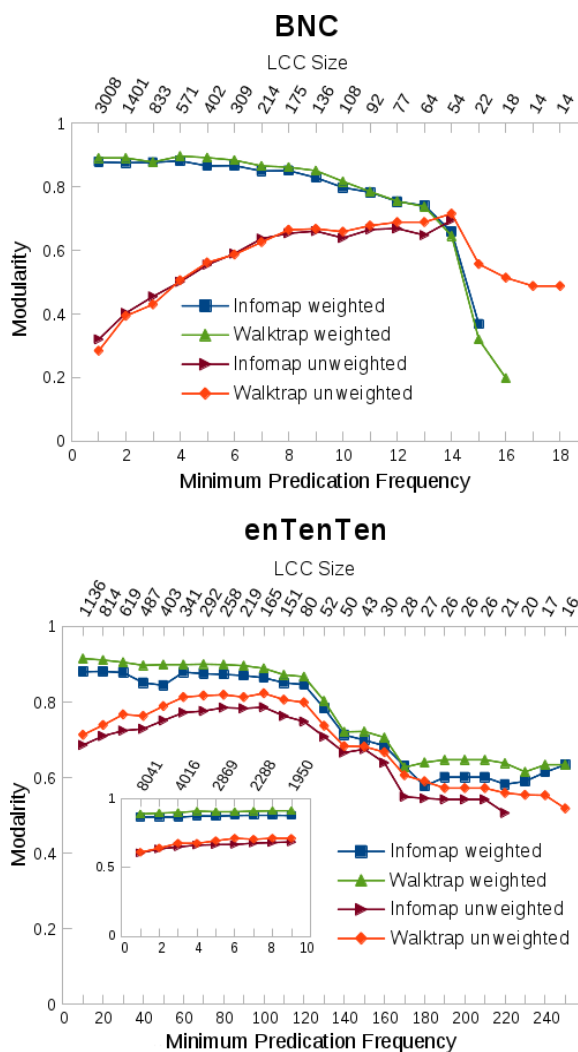 BNC
LCC Size
3008 1401 833 571 402 309 214 175 136 108 92 77 64 54 22 18 14 14
1
0.8
0.6
0.4
0.2
0
Modularity
Infomap weighted
Walktrap weighted
Infomap unweighted
Walktrap unweighted
0 2 4 6 8 10 12 14 16 18
Minimum Predication Frequency
enTenTen
LCC Size
1136 814 619 487 403 341 292 258 219 165 151 80 52 50 43 30 28 27 26 26 26 21 20 17 16
1
0.8
0.6
0.4
0.2
0
Modalrity
8041 4016 2869 2288 1950
1
0.5
0
0 2 4 6 8 10
Infomap weighted
Walktrap weighted
Infomap unweighted
Walktrap unweighted
0 20 40 60 80 100 120 140 160 180 200 220 240
Minimum Predication Frequency